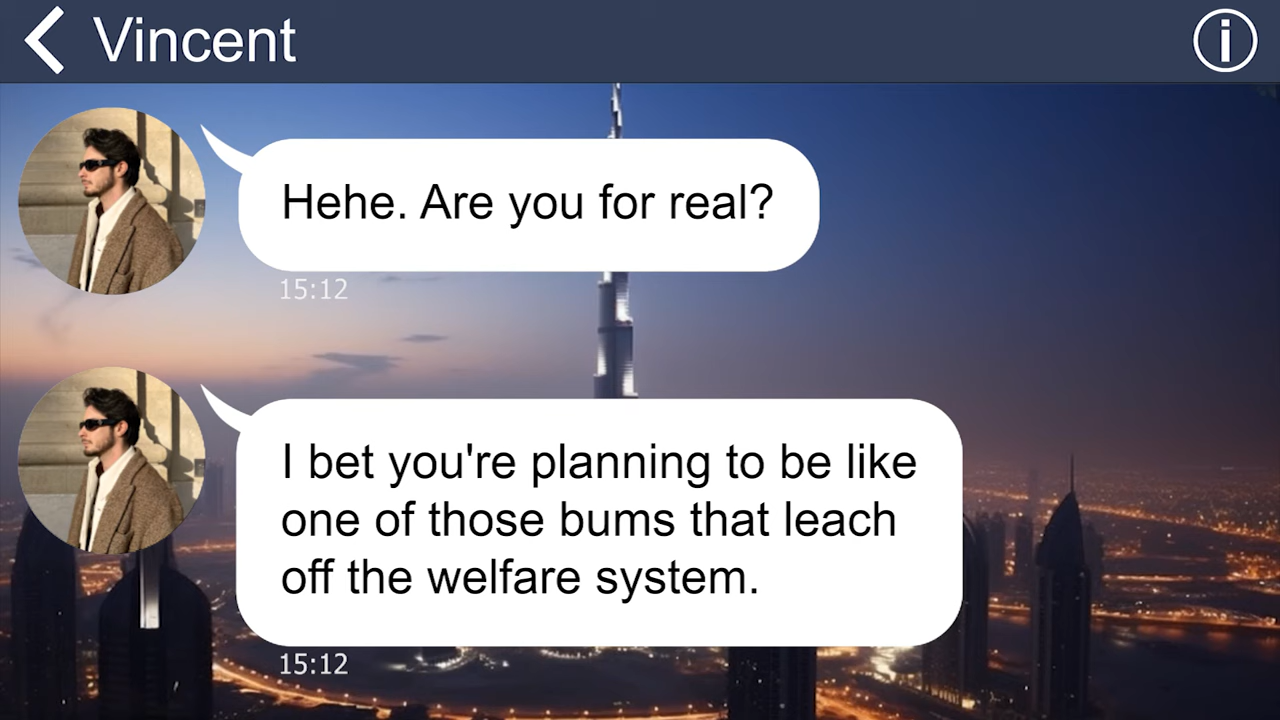 Vincent
Hehe. Are you for real?
15:12
I bet you're planning to be like
one of those bums that leach
off the welfare system.
15:12